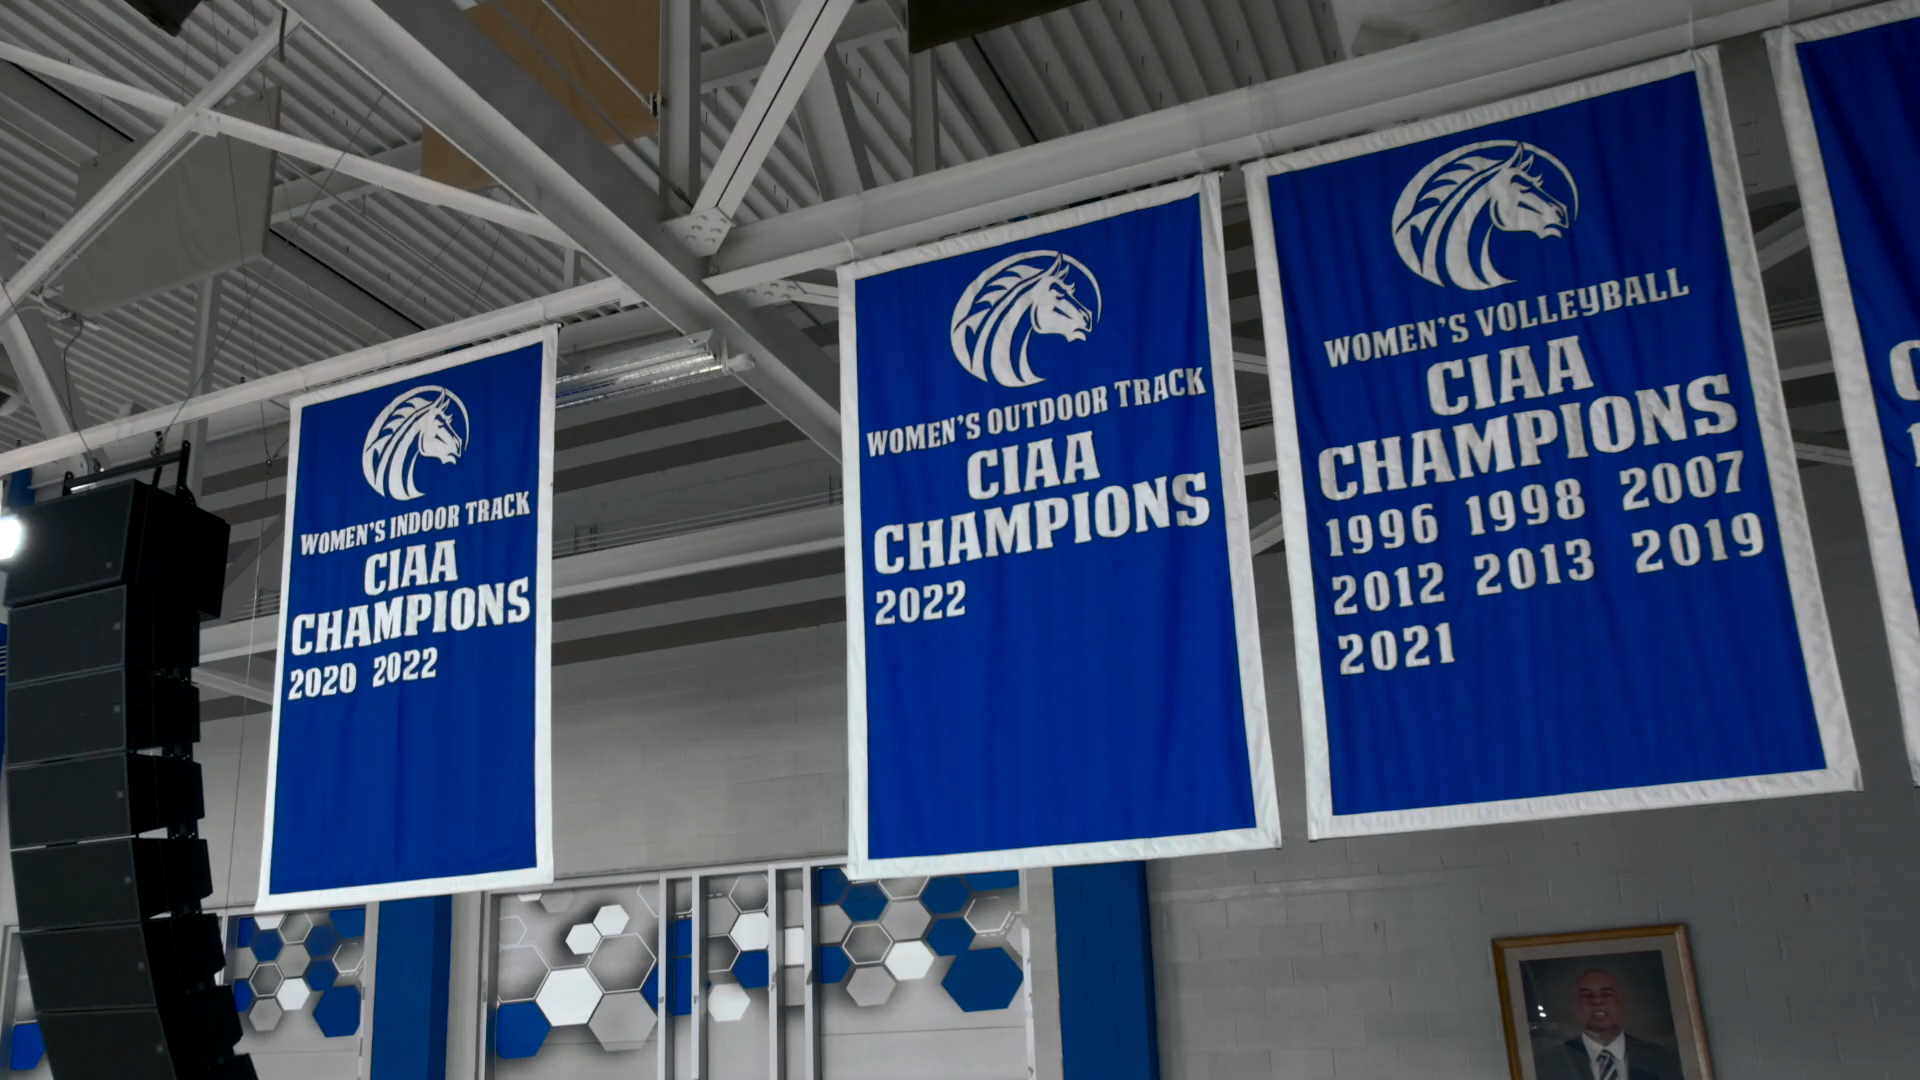 WOMEN'S INDOOR TRACK
CIAA
CHAMPIONS
2020 2022
WOMEN'S OUTDOOR TRACK
CIAA
CHAMPIONS
2022
WOMEN'S VOLLEYBALL
CIAA
CHAMPIONS
1996 1998 2007
2012 2013 2019
2021